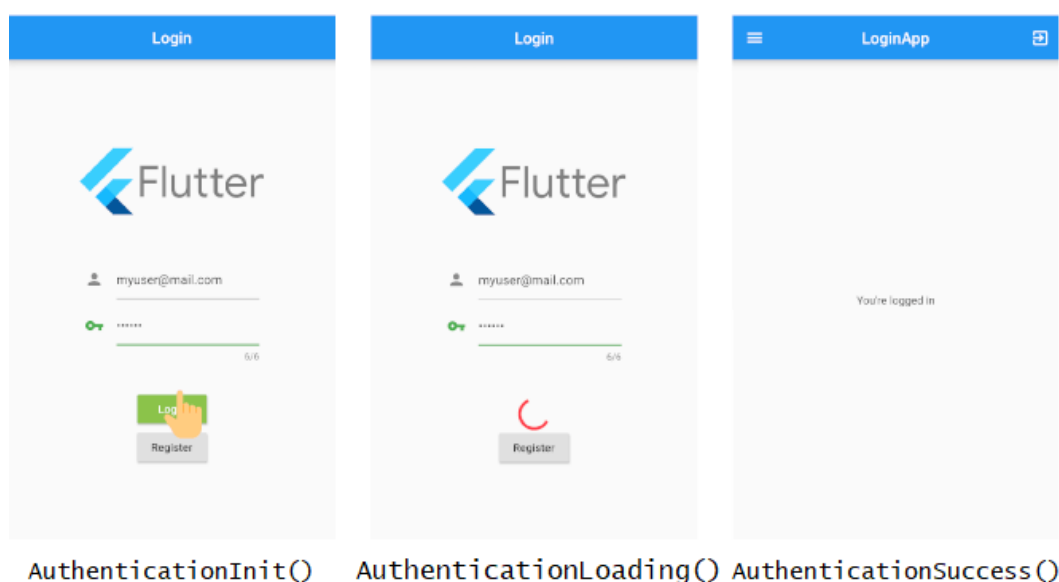 Login
Flutter
myuser@mail.com
······
6/6
Register
AuthenticationInit()
Login
Flutter
myuser@mail.com
······
6/6
Register
AuthenticationLoading()
LoginApp
You're logged in
AuthenticationSuccess()